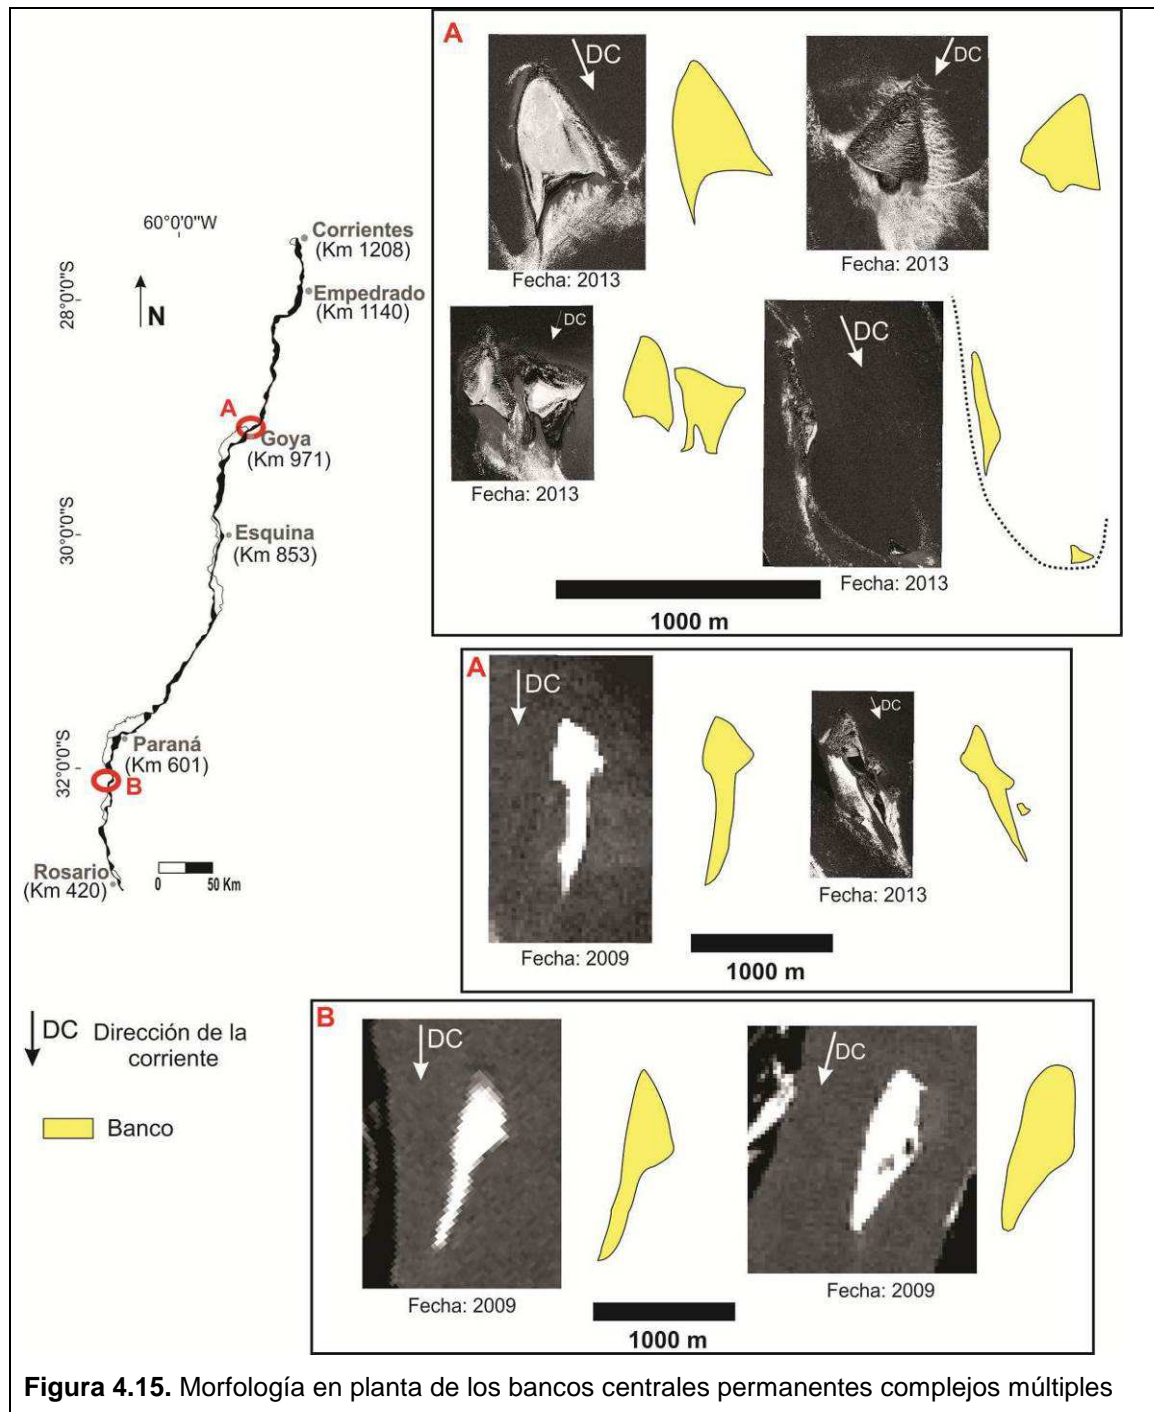 60°0'0"W
28°0'0"S
30°0'0"S
32°0'0"S
N
Corrientes
(Km 1208)
Empedrado
(Km 1140)
A
Goya
(Km 971)
Esquina
(Km 853)
Paraná
(Km 601)
B
Rosario
(Km 420)
0 50 Km
DC Dirección de la
corriente
Banco
A
DC
Fecha: 2013
DC
Fecha: 2013
DC
Fecha: 2013
DC
Fecha: 2013
1000 m
A
DC
Fecha: 2009
DC
Fecha: 2013
1000 m
B
DC
Fecha: 2009
DC
Fecha: 2009
1000 m
Figura 4.15. Morfología en planta de los bancos centrales permanentes complejos múltiples